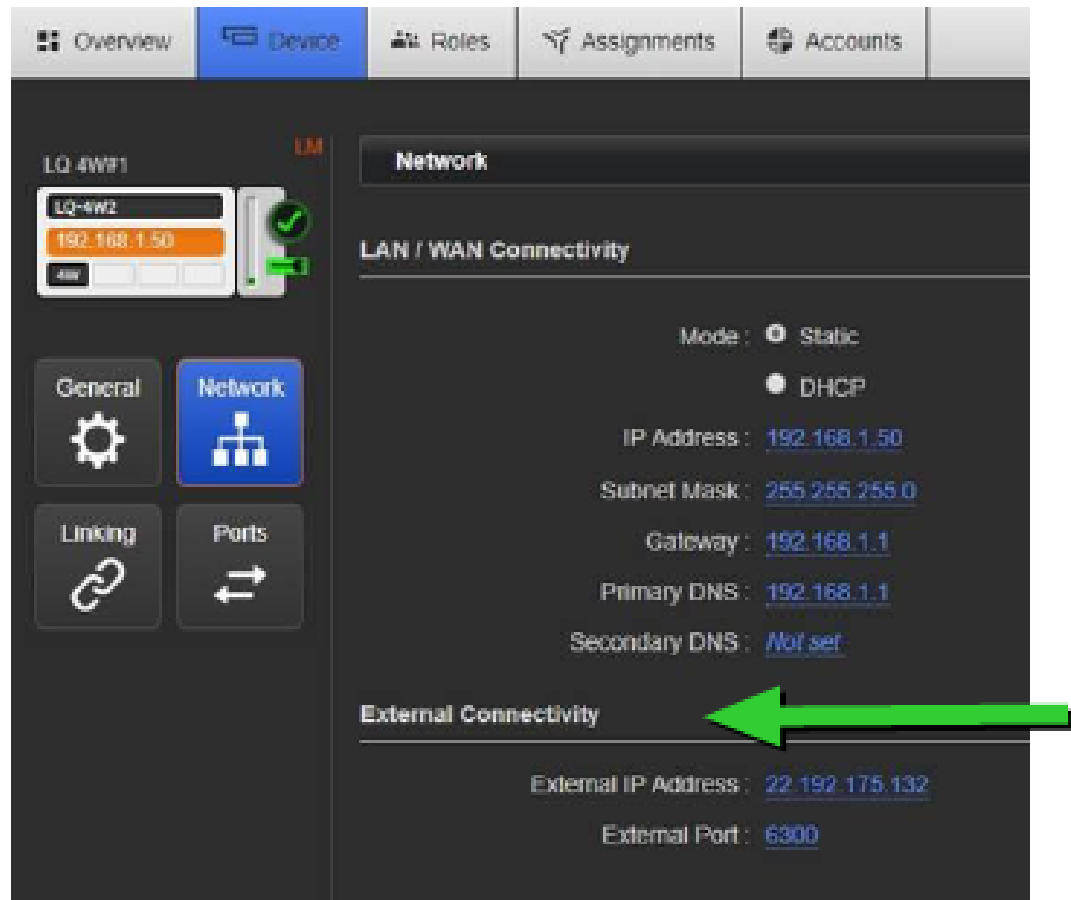 Overview Device Roles Assignments Accounts
LM
LQ 4W#1
LQ-4W2
192.168.1.50
4W
General
Network
Linking
Ports
Network
LAN / WAN Connectivity
Mode : Static
DHCP
IP Address : 192.168.1.50
Subnet Mask : 255.255.255.0
Gateway : 192.168.1.1
Primary DNS : 192.168.1.1
Secondary DNS : Not set
External Connectivity
External IP Address : 22.192.175.132
External Port : 6300